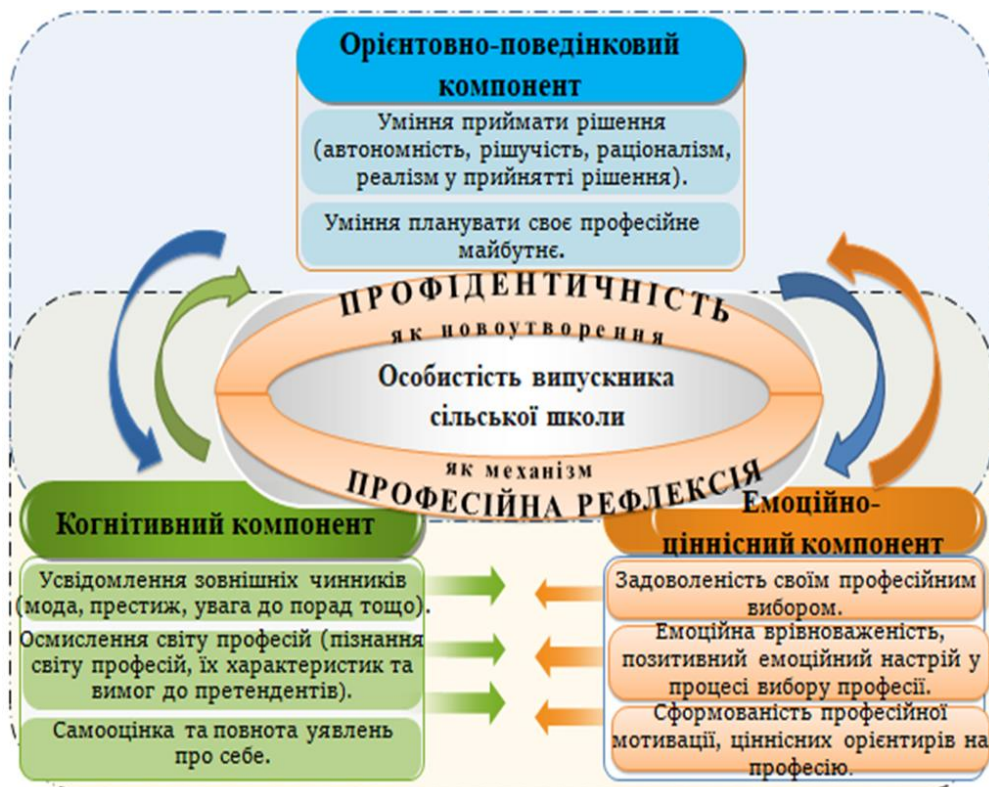 Орієнтовно-поведінковий
компонент
Уміння приймати рішення
(автономність, рішучість, раціоналізм,
реалізм у прийнятті рішення).
Уміння планувати своє професійне
майбутнє.
ПРОФІДЕНТИЧНІСТЬ
як новоутворення
Особистість випускника
сільської школи
як механізм
ПРОФЕСІЙНА РЕФЛЕКСІЯ
Когнітивний компонент
Усвідомлення зовнішніх чинників
(мода, престиж, увага до порад тощо).
Осмислення світу професій (пізнання
світу професій, їх характеристик та
вимог до претендентів).
Самооцінка та повнота уявлень
про себе.
Емоційно-
ціннісний компонент
Задоволеність своїм професійним
вибором.
Емоційна врівноваженість,
позитивний емоційний настрій у
процесі вибору професії.
Сформованість професійної
мотивації, ціннісних орієнтирів на
професію.